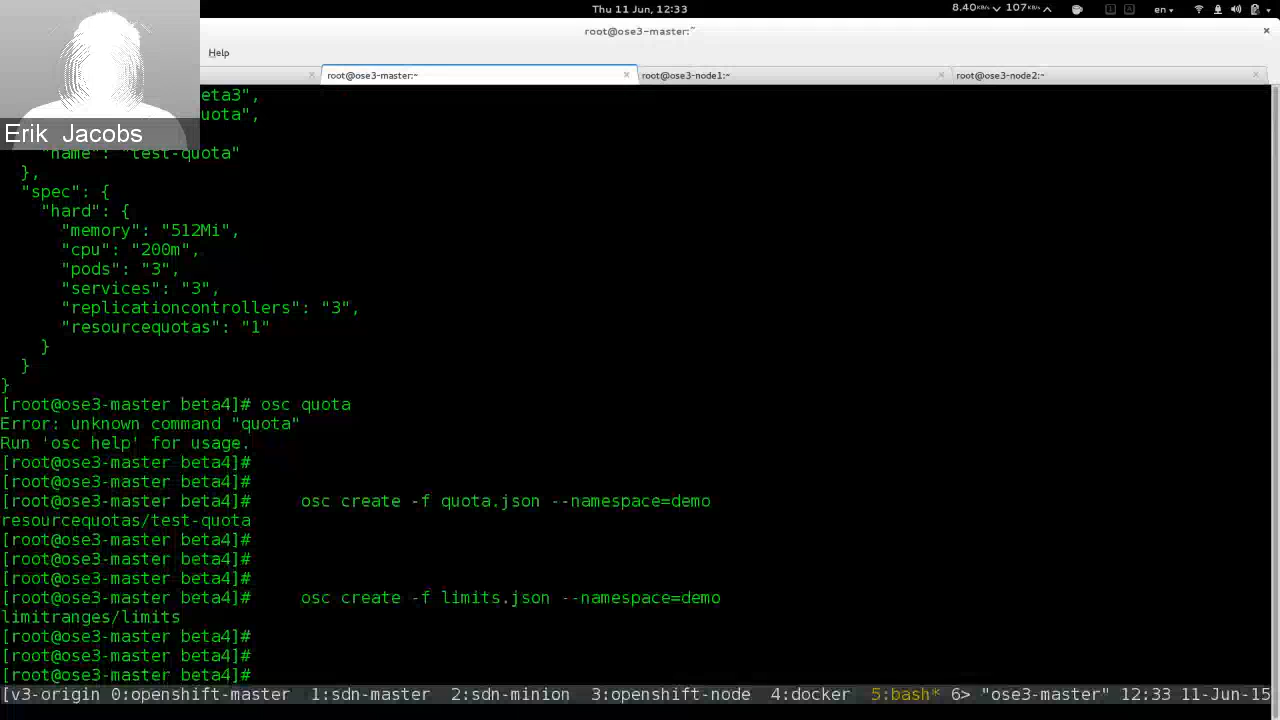 Thu 11 Jun, 12:33
8.40KB/s 107KB/s en
root@ose3-master:~
Help
root@ose3-master:~ root@ose3-node1:~ root@ose3-node2:~
Erik Jacobs
eta3",
uota",
"name": "test-quota"
},
"spec": {
"hard": {
"memory": "512Mi",
"cpu": "200m",
"pods": "3",
"services": "3",
"replicationcontrollers": "3",
"resourcequotas": "1"
}
}
}
[root@ose3-master beta4]# osc quota
Error: unknown command "quota"
Run 'osc help' for usage.
[root@ose3-master beta4]#
[root@ose3-master beta4]#
[root@ose3-master beta4]#     osc create -f quota.json --namespace=demo
resourcequotas/test-quota
[root@ose3-master beta4]#
[root@ose3-master beta4]#
[root@ose3-master beta4]#
[root@ose3-master beta4]#     osc create -f limits.json --namespace=demo
limitranges/limits
[root@ose3-master beta4]#
[root@ose3-master beta4]#
[root@ose3-master beta4]#
[v3-origin 0:openshift-master  1:sdn-master  2:sdn-minion  3:openshift-node  4:docker  5:bash* 6> "ose3-master" 12:33 11-Jun-15